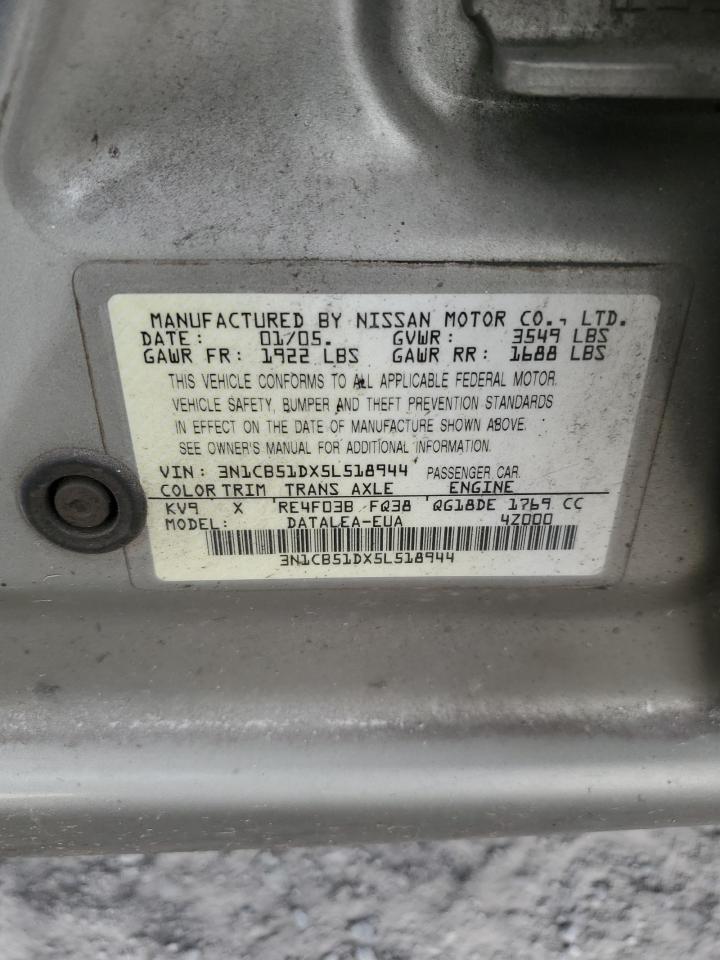 MANUFACTURED BY NISSAN MOTOR CO., LTD.
DATE: 01/05. GVWR: 3549 LBS
GAWR FR: 1922 LBS GAWR RR: 1688 LBS
THIS VEHICLE CONFORMS TO ALL APPLICABLE FEDERAL MOTOR
VEHICLE SAFETY, BUMPER AND THEFT PREVENTION STANDARDS
IN EFFECT ON THE DATE OF MANUFACTURE SHOWN ABOVE.
SEE OWNER'S MANUAL FOR ADDITIONAL INFORMATION.
VIN: 3N1CB51DX5L518944 PASSENGER CAR
COLOR TRIM TRANS AXLE ENGINE
KV9 X RE4F03B FQ38 QG18DE 1769 CC
MODEL: DATALEA-EUA 4Z000
3N1CB51DX5L518944